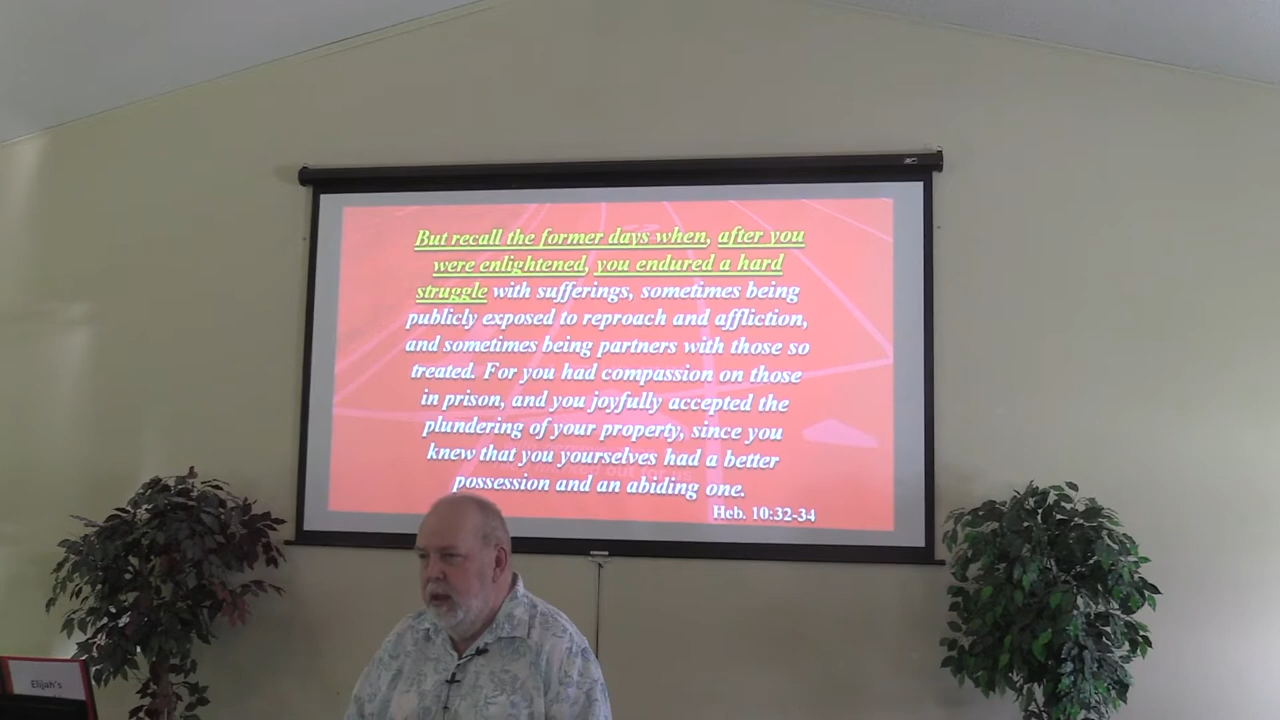 But recall the former days when, after you
were enlightened, you endured a hard
struggle with sufferings, sometimes being
publicly exposed to reproach and affliction,
and sometimes being partners with those so
treated. For you had compassion on those
in prison, and you joyfully accepted the
plundering of your property, since you
knew that you yourselves had a better
possession and an abiding one.
Heb. 10:32-34
Elijah's